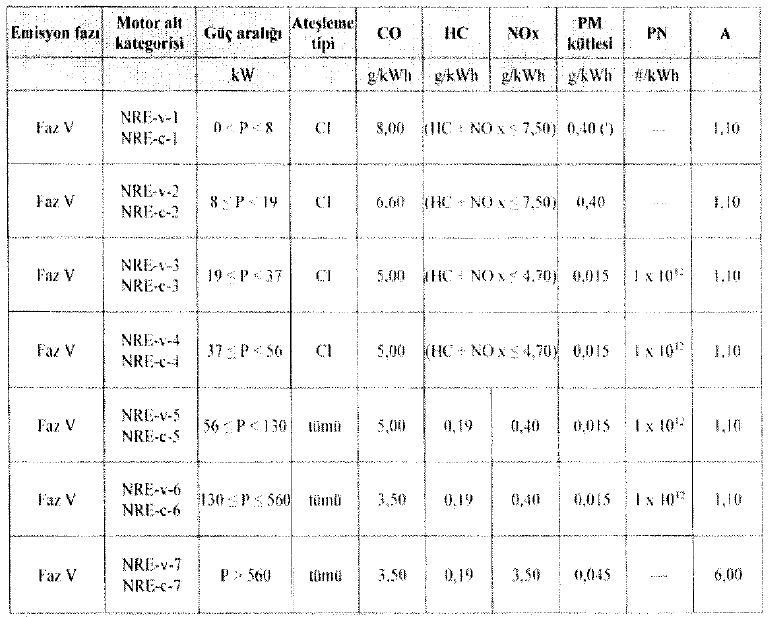 Emisyon fazı Motor alt kategorisi Güç aralığı Ateşleme tipi CO HC NOx PM kütlesi PN A
kW g/kWh g/kWh g/kWh g/kWh #/kWh
Faz V NRE-v-1 NRE-c-1 0 < P < 8 CI 8,00 (HC + NO x ≤ 7,50) 0,40 (¹) — 1,10
Faz V NRE-v-2 NRE-c-2 8 ≤ P < 19 CI 6,60 (HC + NO x ≤ 7,50) 0,40 — 1,10
Faz V NRE-v-3 NRE-c-3 19 ≤ P < 37 CI 5,00 (HC + NO x ≤ 4,70) 0,015 1 x 10¹² 1,10
Faz V NRE-v-4 NRE-c-4 37 ≤ P < 56 CI 5,00 (HC + NO x ≤ 4,70) 0,015 1 x 10¹² 1,10
Faz V NRE-v-5 NRE-c-5 56 ≤ P < 130 tümü 5,00 0,19 0,40 0,015 1 x 10¹² 1,10
Faz V NRE-v-6 NRE-c-6 130 ≤ P ≤ 560 tümü 3,50 0,19 0,40 0,015 1 x 10¹² 1,10
Faz V NRE-v-7 NRE-c-7 P > 560 tümü 3,50 0,19 3,50 0,045 — 6,00